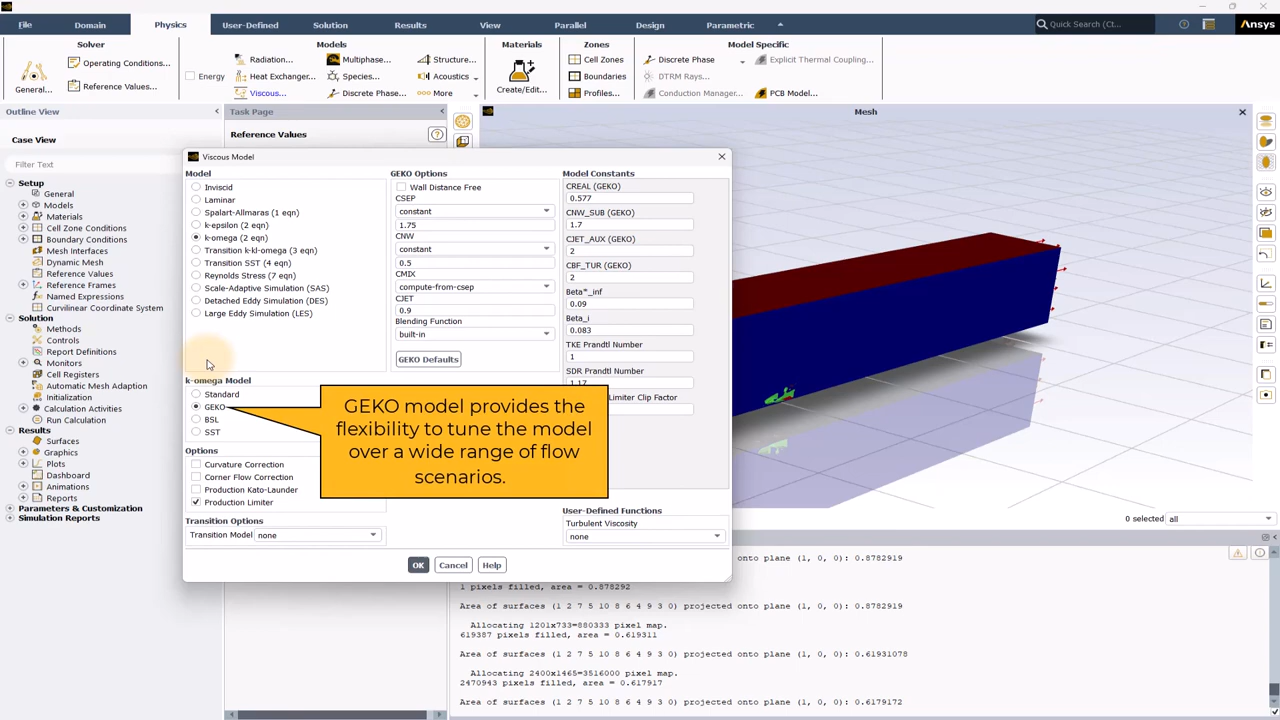 File Domain Physics User-Defined Solution Results View Parallel Design Parametric Quick Search (Ct... Ansys
Solver
General...
Operating Conditions...
Reference Values...
Models
Energy
Radiation...
Heat Exchanger...
Viscous...
Multiphase...
Species...
Discrete Phase...
Structure...
Acoustics
More
Materials
Create/Edit...
Zones
Cell Zones
Boundaries
Profiles...
Model Specific
Discrete Phase
DTRM Rays...
Conduction Manager...
Explicit Thermal Coupling...
PCB Model...
Outline View
Case View
Filter Text
Setup
General
Models
Materials
Cell Zone Conditions
Boundary Conditions
Mesh Interfaces
Dynamic Mesh
Reference Values
Reference Frames
Named Expressions
Curvilinear Coordinate System
Solution
Methods
Controls
Report Definitions
Monitors
Cell Registers
Automatic Mesh Adaption
Initialization
Calculation Activities
Run Calculation
Results
Surfaces
Graphics
Plots
Dashboard
Animations
Reports
Parameters & Customization
Simulation Reports
Task Page
Reference Values
Viscous Model
Model
Inviscid
Laminar
Spalart-Allmaras (1 eqn)
k-epsilon (2 eqn)
k-omega (2 eqn)
Transition k-kl-omega (3 eqn)
Transition SST (4 eqn)
Reynolds Stress (7 eqn)
Scale-Adaptive Simulation (SAS)
Detached Eddy Simulation (DES)
Large Eddy Simulation (LES)
k-omega Model
Standard
GEKO
BSL
SST
Options
Curvature Correction
Corner Flow Correction
Production Kato-Launder
Production Limiter
Transition Options
Transition Model none
GEKO Options
Wall Distance Free
CSEP
constant
1.75
CNW
constant
0.5
CMIX
compute-from-csep
CJET
0.9
Blending Function
built-in
GEKO Defaults
Model Constants
CREAL (GEKO)
0.577
CNW_SUB (GEKO)
1.7
CJET_AUX (GEKO)
2
CBF_TUR (GEKO)
2
Beta*_inf
0.09
Beta_i
0.083
TKE Prandtl Number
1
SDR Prandtl Number
1.17
Limiter Clip Factor
User-Defined Functions
Turbulent Viscosity
none
OK Cancel Help
GEKO model provides the
flexibility to tune the model
over a wide range of flow
scenarios.
Mesh
0 selected all
projected onto plane (1, 0, 0): 0.8782919
1 pixels filled, area = 0.878292
Area of surfaces (1 2 7 5 10 8 6 4 9 3 0) projected onto plane (1, 0, 0): 0.8782919
Allocating 1201x733=880333 pixel map.
619387 pixels filled, area = 0.619311
Area of surfaces (1 2 7 5 10 8 6 4 9 3 0) projected onto plane (1, 0, 0): 0.61931078
Allocating 2400x1465=3516000 pixel map.
2470943 pixels filled, area = 0.617917
Area of surfaces (1 2 7 5 10 8 6 4 9 3 0) projected onto plane (1, 0, 0): 0.6179172